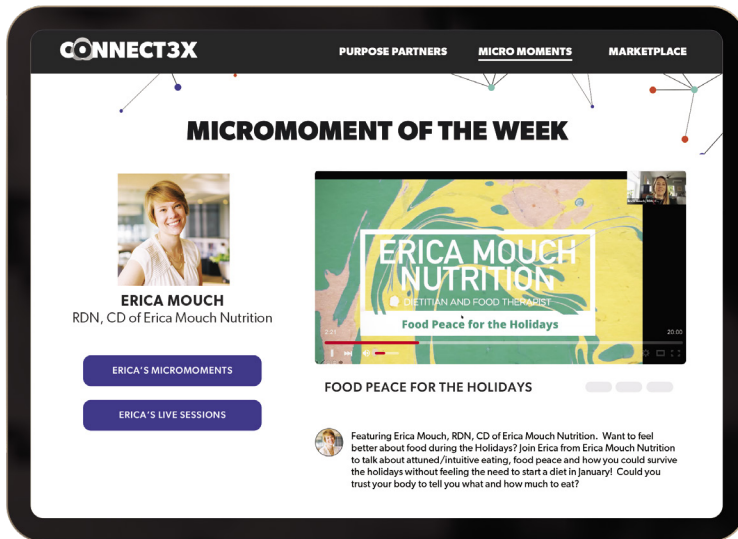 CONNECT3X
PURPOSE PARTNERS
MICRO MOMENTS
MARKETPLACE
MICROMOMENT OF THE WEEK
ERICA MOUCH
RDN, CD of Erica Mouch Nutrition
ERICA'S MICROMOMENTS
ERICA'S LIVE SESSIONS
ERICA MOUCH
NUTRITION
DIETITIAN AND FOOD THERAPIST
Food Peace for the Holidays
2:21
20:00
FOOD PEACE FOR THE HOLIDAYS
Featuring Erica Mouch, RDN, CD of Erica Mouch Nutrition. Want to feel
better about food during the Holidays? Join Erica from Erica Mouch Nutrition
to talk about attuned/intuitive eating, food peace and how you could survive
the holidays without feeling the need to start a diet in January! Could you
trust your body to tell you what and how much to eat?